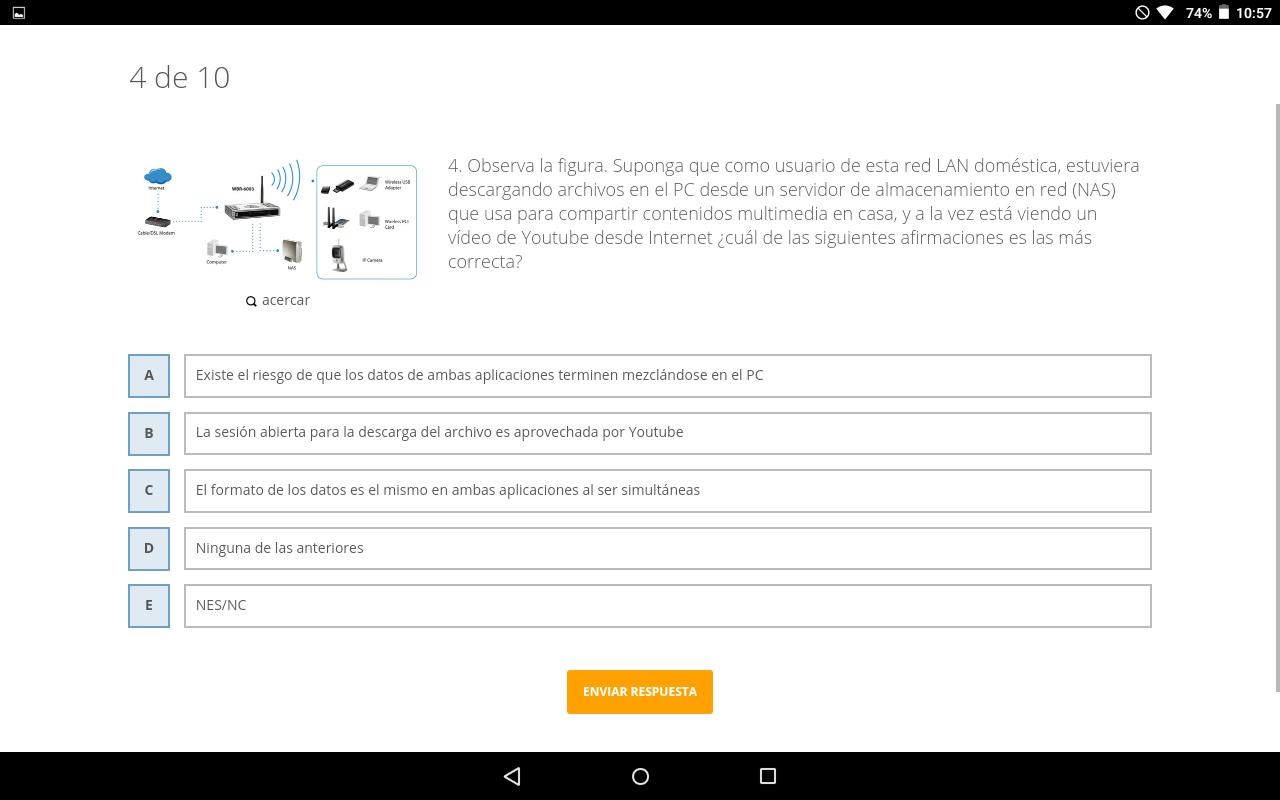 74% 10:57
4 de 10
Internet
Cable/DSL Modem
WBR-6003
Computer
NAS
Wireless USB
Adapter
Wireless PCI
Card
IP Camera
acercar
4. Observa la figura. Suponga que como usuario de esta red LAN doméstica, estuviera
descargando archivos en el PC desde un servidor de almacenamiento en red (NAS)
que usa para compartir contenidos multimedia en casa, y a la vez está viendo un
vídeo de Youtube desde Internet ¿cuál de las siguientes afirmaciones es las más
correcta?
A Existe el riesgo de que los datos de ambas aplicaciones terminen mezclándose en el PC
B La sesión abierta para la descarga del archivo es aprovechada por Youtube
C El formato de los datos es el mismo en ambas aplicaciones al ser simultáneas
D Ninguna de las anteriores
E NES/NC
ENVIAR RESPUESTA